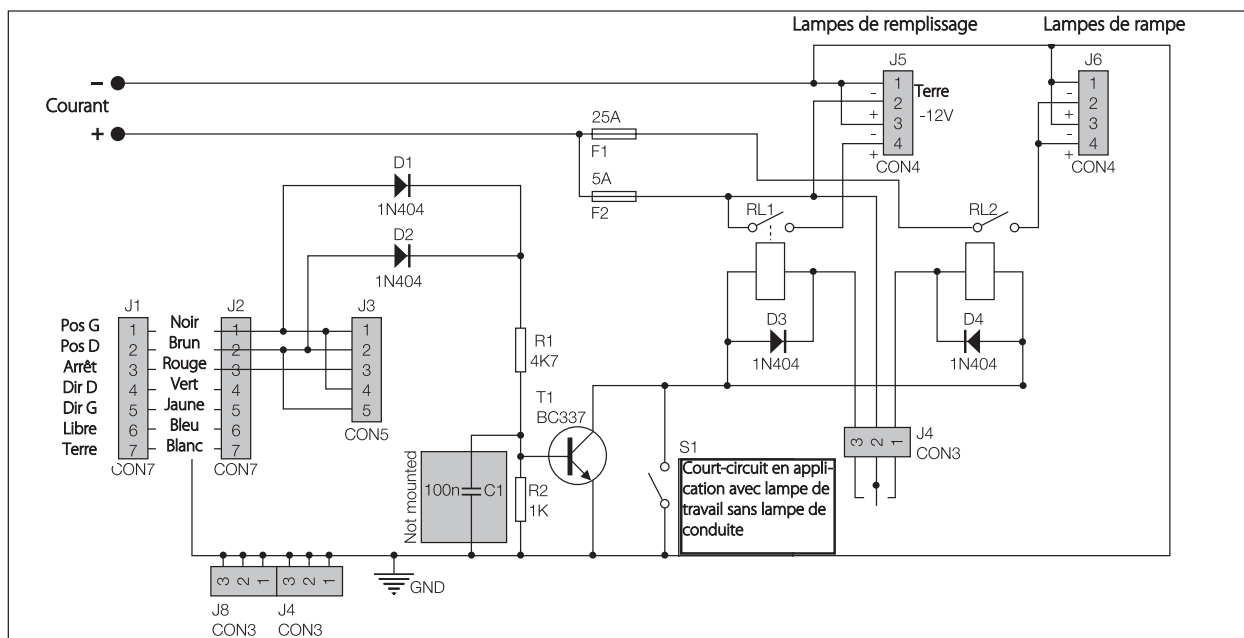 Lampes de remplissage
Lampes de rampe
J5
J6
−
Courant
+
1
2
3
4
-
+
-
+
Terre
-12V
CON4
1
2
3
4
-
+
-
+
CON4
25A
F1
5A
F2
D1
1N404
D2
1N404
RL1
RL2
J1
J2
J3
Pos G
1
Noir
1
1
Pos D
2
Brun
2
2
Arrêt
3
Rouge
3
3
Dir D
4
Vert
4
4
Dir G
5
Jaune
5
5
Libre
6
Bleu
6
CON5
Terre
7
Blanc
7
CON7
CON7
R1
4K7
D3
1N404
D4
1N404
T1
BC337
3
2
1
J4
CON3
S1
Court-circuit en appli-
cation avec lampe de
travail sans lampe de
conduite
Not mounted
100n
C1
R2
1K
3
2
1
3
2
1
GND
J8
CON3
J4
CON3